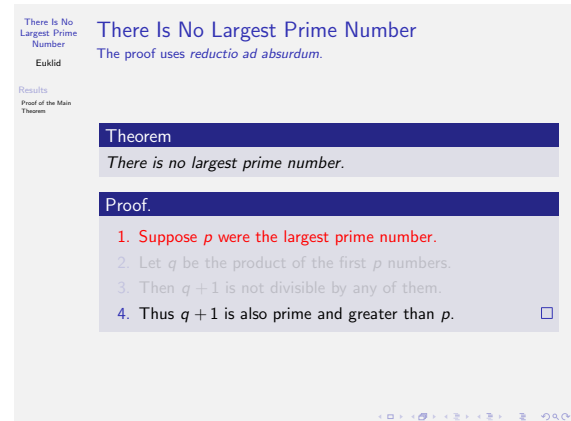 There Is No
Largest Prime
Number
Euklid
Results
Proof of the Main
Theorem
There Is No Largest Prime Number
The proof uses reductio ad absurdum.
Theorem
There is no largest prime number.
Proof.
1. Suppose p were the largest prime number.
2. Let q be the product of the first p numbers.
3. Then q + 1 is not divisible by any of them.
4. Thus q + 1 is also prime and greater than p.